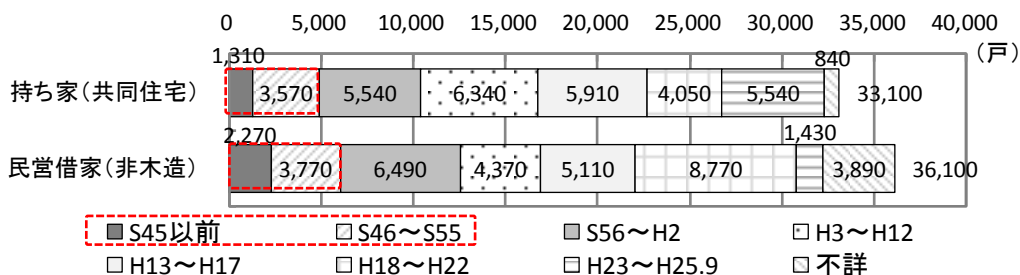 0 5,000 10,000 15,000 20,000 25,000 30,000 35,000 40,000
(戸)
1,310 840
持ち家(共同住宅) 3,570 5,540 6,340 5,910 4,050 5,540 33,100
2,270 1,430
民営借家(非木造) 3,770 6,490 4,370 5,110 8,770 3,890 36,100
S45以前 S46～S55 S56～H2 H3～H12
H13～H17 H18～H22 H23～H25.9 不詳